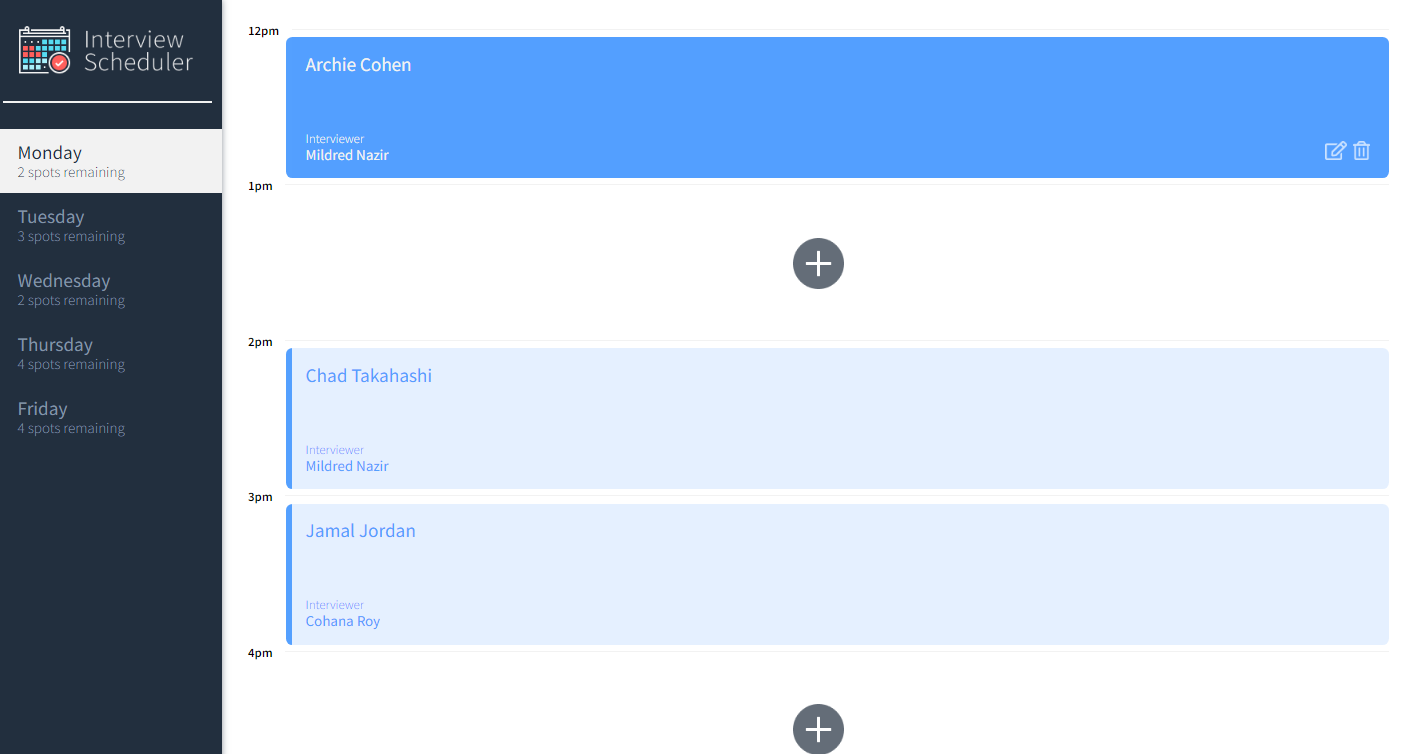 Interview
Scheduler
Monday
2 spots remaining
Tuesday
3 spots remaining
Wednesday
2 spots remaining
Thursday
4 spots remaining
Friday
4 spots remaining
12pm
Archie Cohen
Interviewer
Mildred Nazir
1pm
2pm
Chad Takahashi
Interviewer
Mildred Nazir
3pm
Jamal Jordan
Interviewer
Cohana Roy
4pm